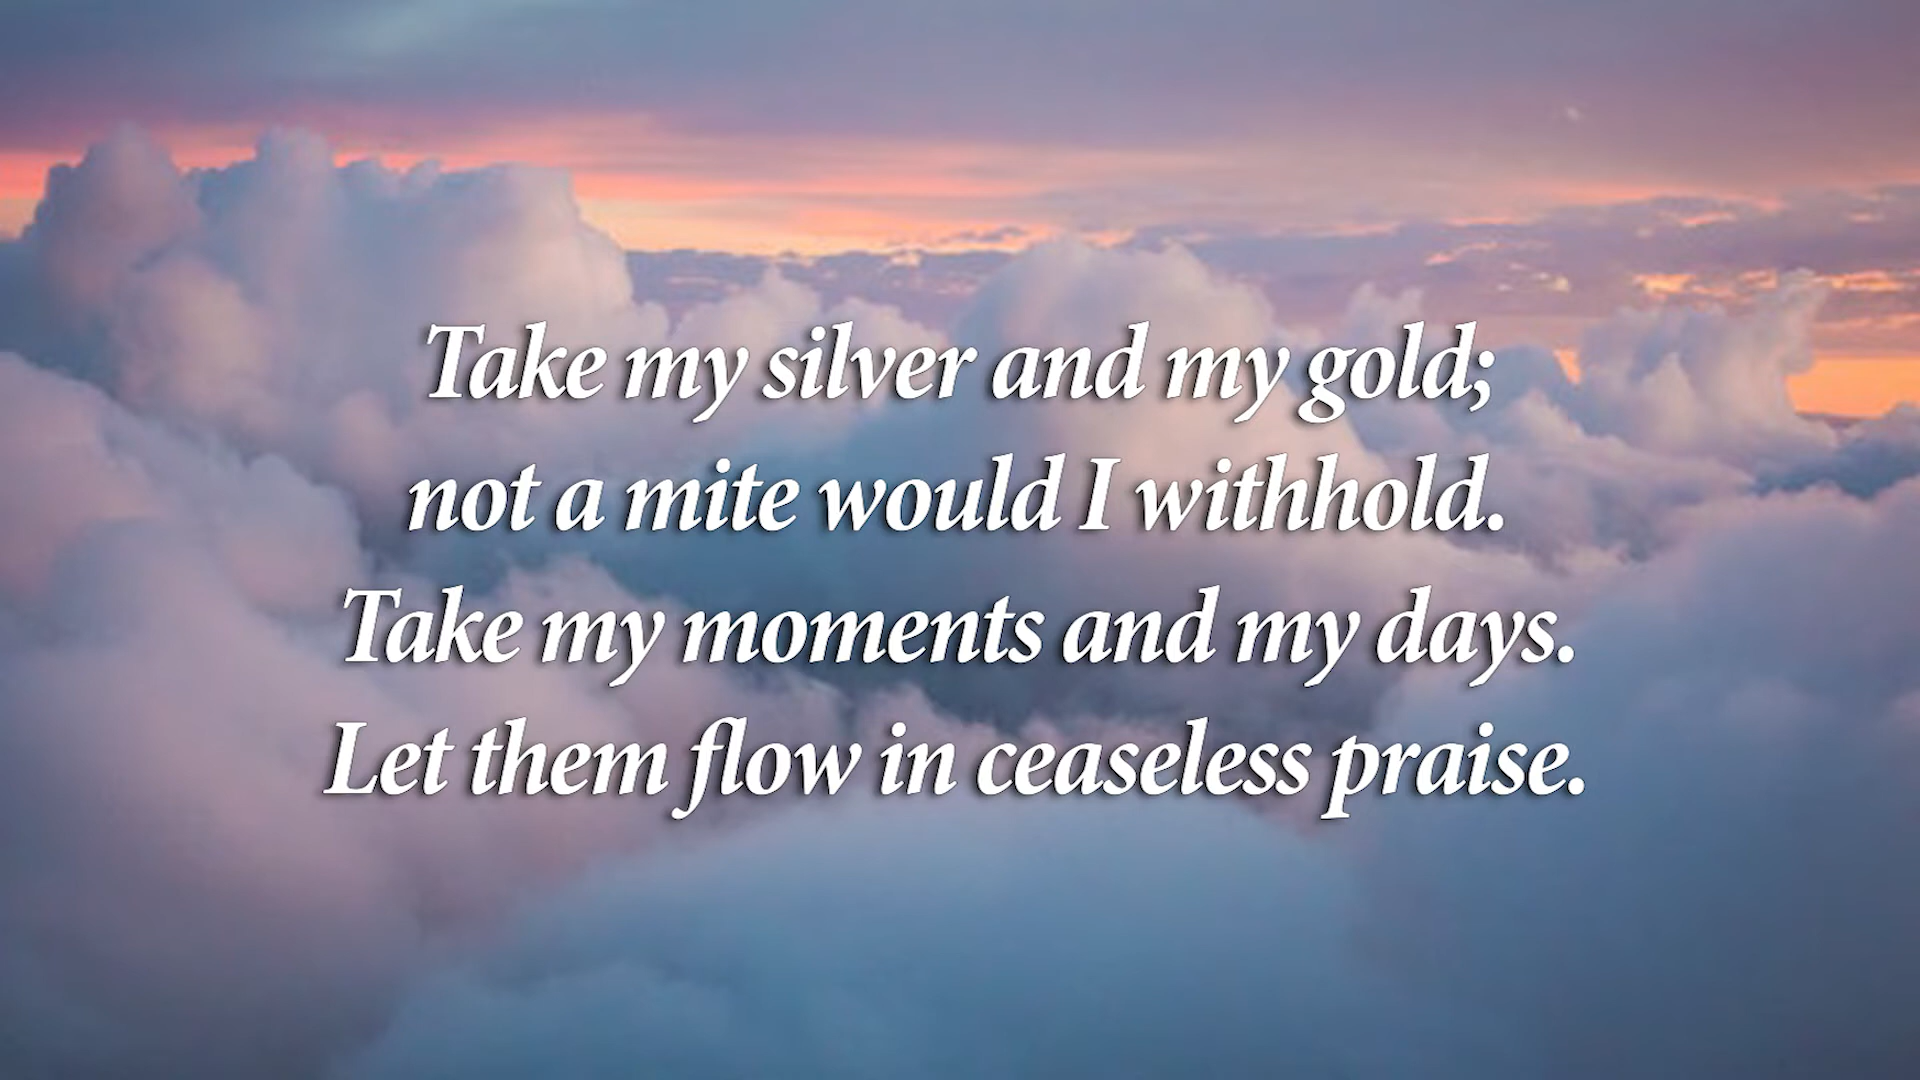 Take my silver and my gold;
not a mite would I withhold.
Take my moments and my days.
Let them flow in ceaseless praise.